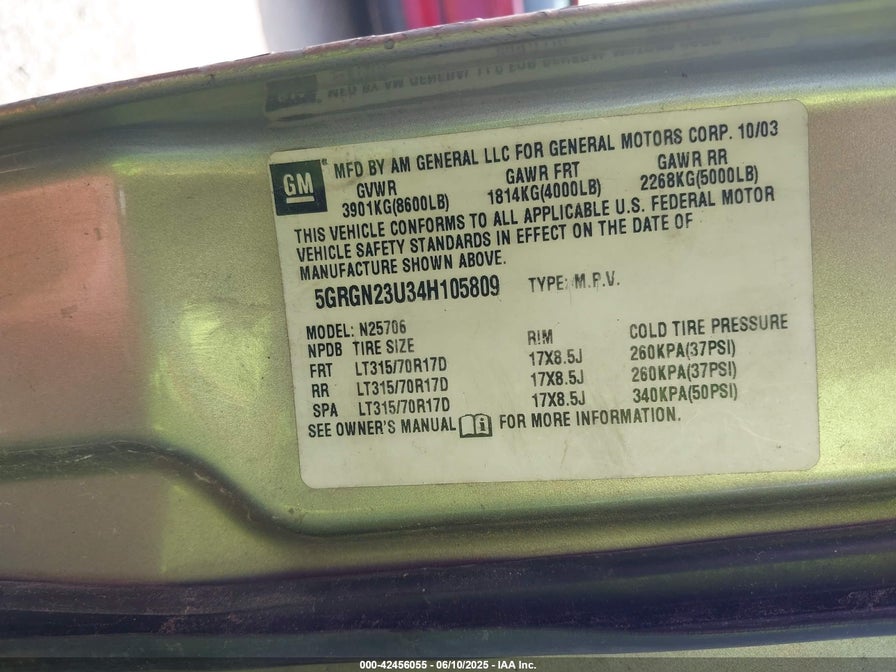 GM
®
MFD BY AM GENERAL LLC FOR GENERAL MOTORS CORP. 10/03
GVWR GAWR FRT GAWR RR
3901KG(8600LB) 1814KG(4000LB) 2268KG(5000LB)
THIS VEHICLE CONFORMS TO ALL APPLICABLE U.S. FEDERAL MOTOR
VEHICLE SAFETY STANDARDS IN EFFECT ON THE DATE OF
MANUFACTURE SHOWN ABOVE.
5GRGN23U34H105809 TYPE: M.P.V.
MODEL: N25706
NPDB TIRE SIZE RIM COLD TIRE PRESSURE
FRT LT315/70R17D 17X8.5J 260KPA(37PSI)
RR LT315/70R17D 17X8.5J 260KPA(37PSI)
SPA LT315/70R17D 17X8.5J 340KPA(50PSI)
SEE OWNER'S MANUAL FOR MORE INFORMATION.
000-42456055 — 06/10/2025 — IAA Inc.